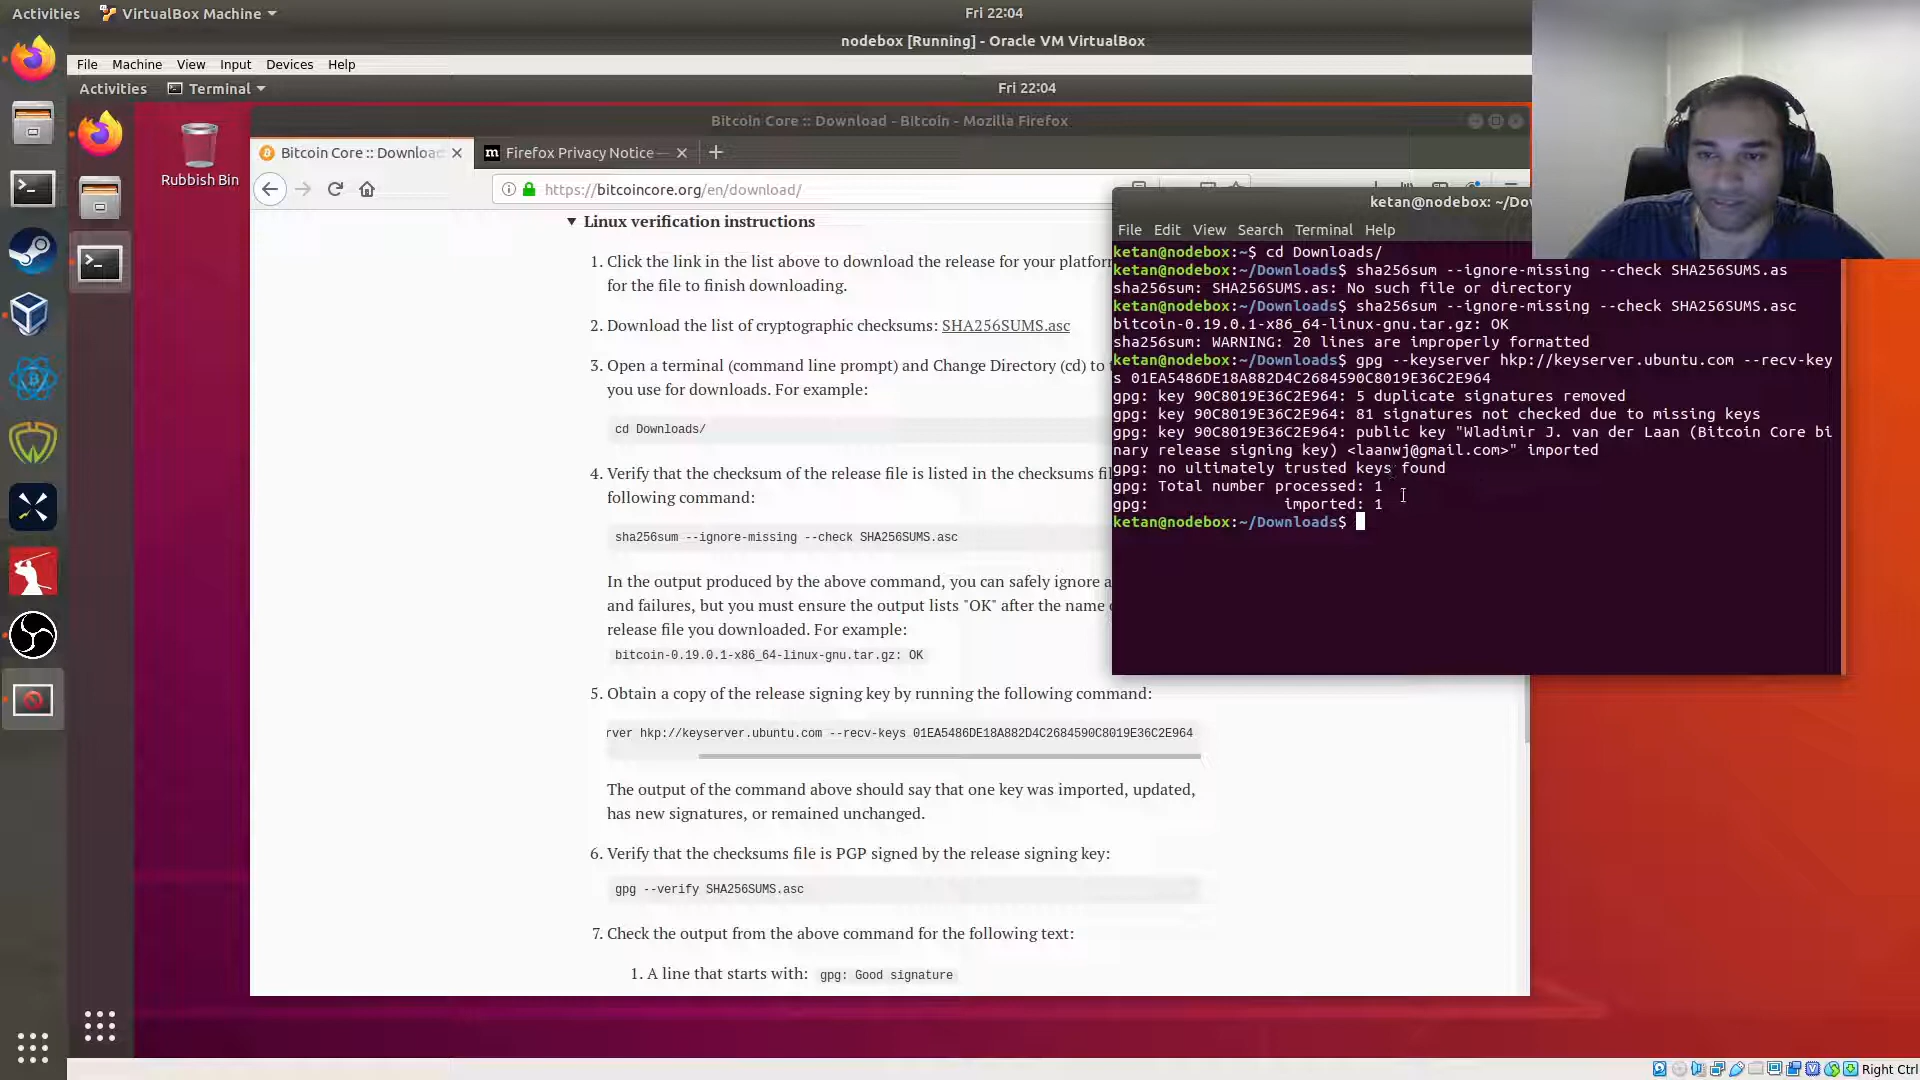 Activities
VirtualBox Machine
Fri 22:04
nodebox [Running] - Oracle VM VirtualBox
File Machine View Input Devices Help
Activities
Terminal
Fri 22:04
Rubbish Bin
Bitcoin Core :: Download - Bitcoin - Mozilla Firefox
Bitcoin Core :: Download
Firefox Privacy Notice
https://bitcoincore.org/en/download/
Linux verification instructions
1. Click the link in the list above to download the release for your platform
for the file to finish downloading.
2. Download the list of cryptographic checksums: SHA256SUMS.asc
3. Open a terminal (command line prompt) and Change Directory (cd) to
you use for downloads. For example:
cd Downloads/
4. Verify that the checksum of the release file is listed in the checksums
following command:
sha256sum --ignore-missing --check SHA256SUMS.asc
In the output produced by the above command, you can safely ignore
and failures, but you must ensure the output lists "OK" after the name
release file you downloaded. For example:
bitcoin-0.19.0.1-x86_64-linux-gnu.tar.gz: OK
5. Obtain a copy of the release signing key by running the following command:
rver hkp://keyserver.ubuntu.com --recv-keys 01EA5486DE18A882D4C2684590C8019E36C2E964
The output of the command above should say that one key was imported, updated,
has new signatures, or remained unchanged.
6. Verify that the checksums file is PGP signed by the release signing key:
gpg --verify SHA256SUMS.asc
7. Check the output from the above command for the following text:
1. A line that starts with: gpg: Good signature
ketan@nodebox: ~/Do
File Edit View Search Terminal Help
ketan@nodebox:~$ cd Downloads/
ketan@nodebox:~/Downloads$ sha256sum --ignore-missing --check SHA256SUMS.as
sha256sum: SHA256SUMS.as: No such file or directory
ketan@nodebox:~/Downloads$ sha256sum --ignore-missing --check SHA256SUMS.asc
bitcoin-0.19.0.1-x86_64-linux-gnu.tar.gz: OK
sha256sum: WARNING: 20 lines are improperly formatted
ketan@nodebox:~/Downloads$ gpg --keyserver hkp://keyserver.ubuntu.com --recv-key
s 01EA5486DE18A882D4C2684590C8019E36C2E964
gpg: key 90C8019E36C2E964: 5 duplicate signatures removed
gpg: key 90C8019E36C2E964: 81 signatures not checked due to missing keys
gpg: key 90C8019E36C2E964: public key "Wladimir J. van der Laan (Bitcoin Core bi
nary release signing key) <laanwj@gmail.com>" imported
gpg: no ultimately trusted keys found
gpg: Total number processed: 1
gpg: imported: 1
ketan@nodebox:~/Downloads$
Right Ctrl